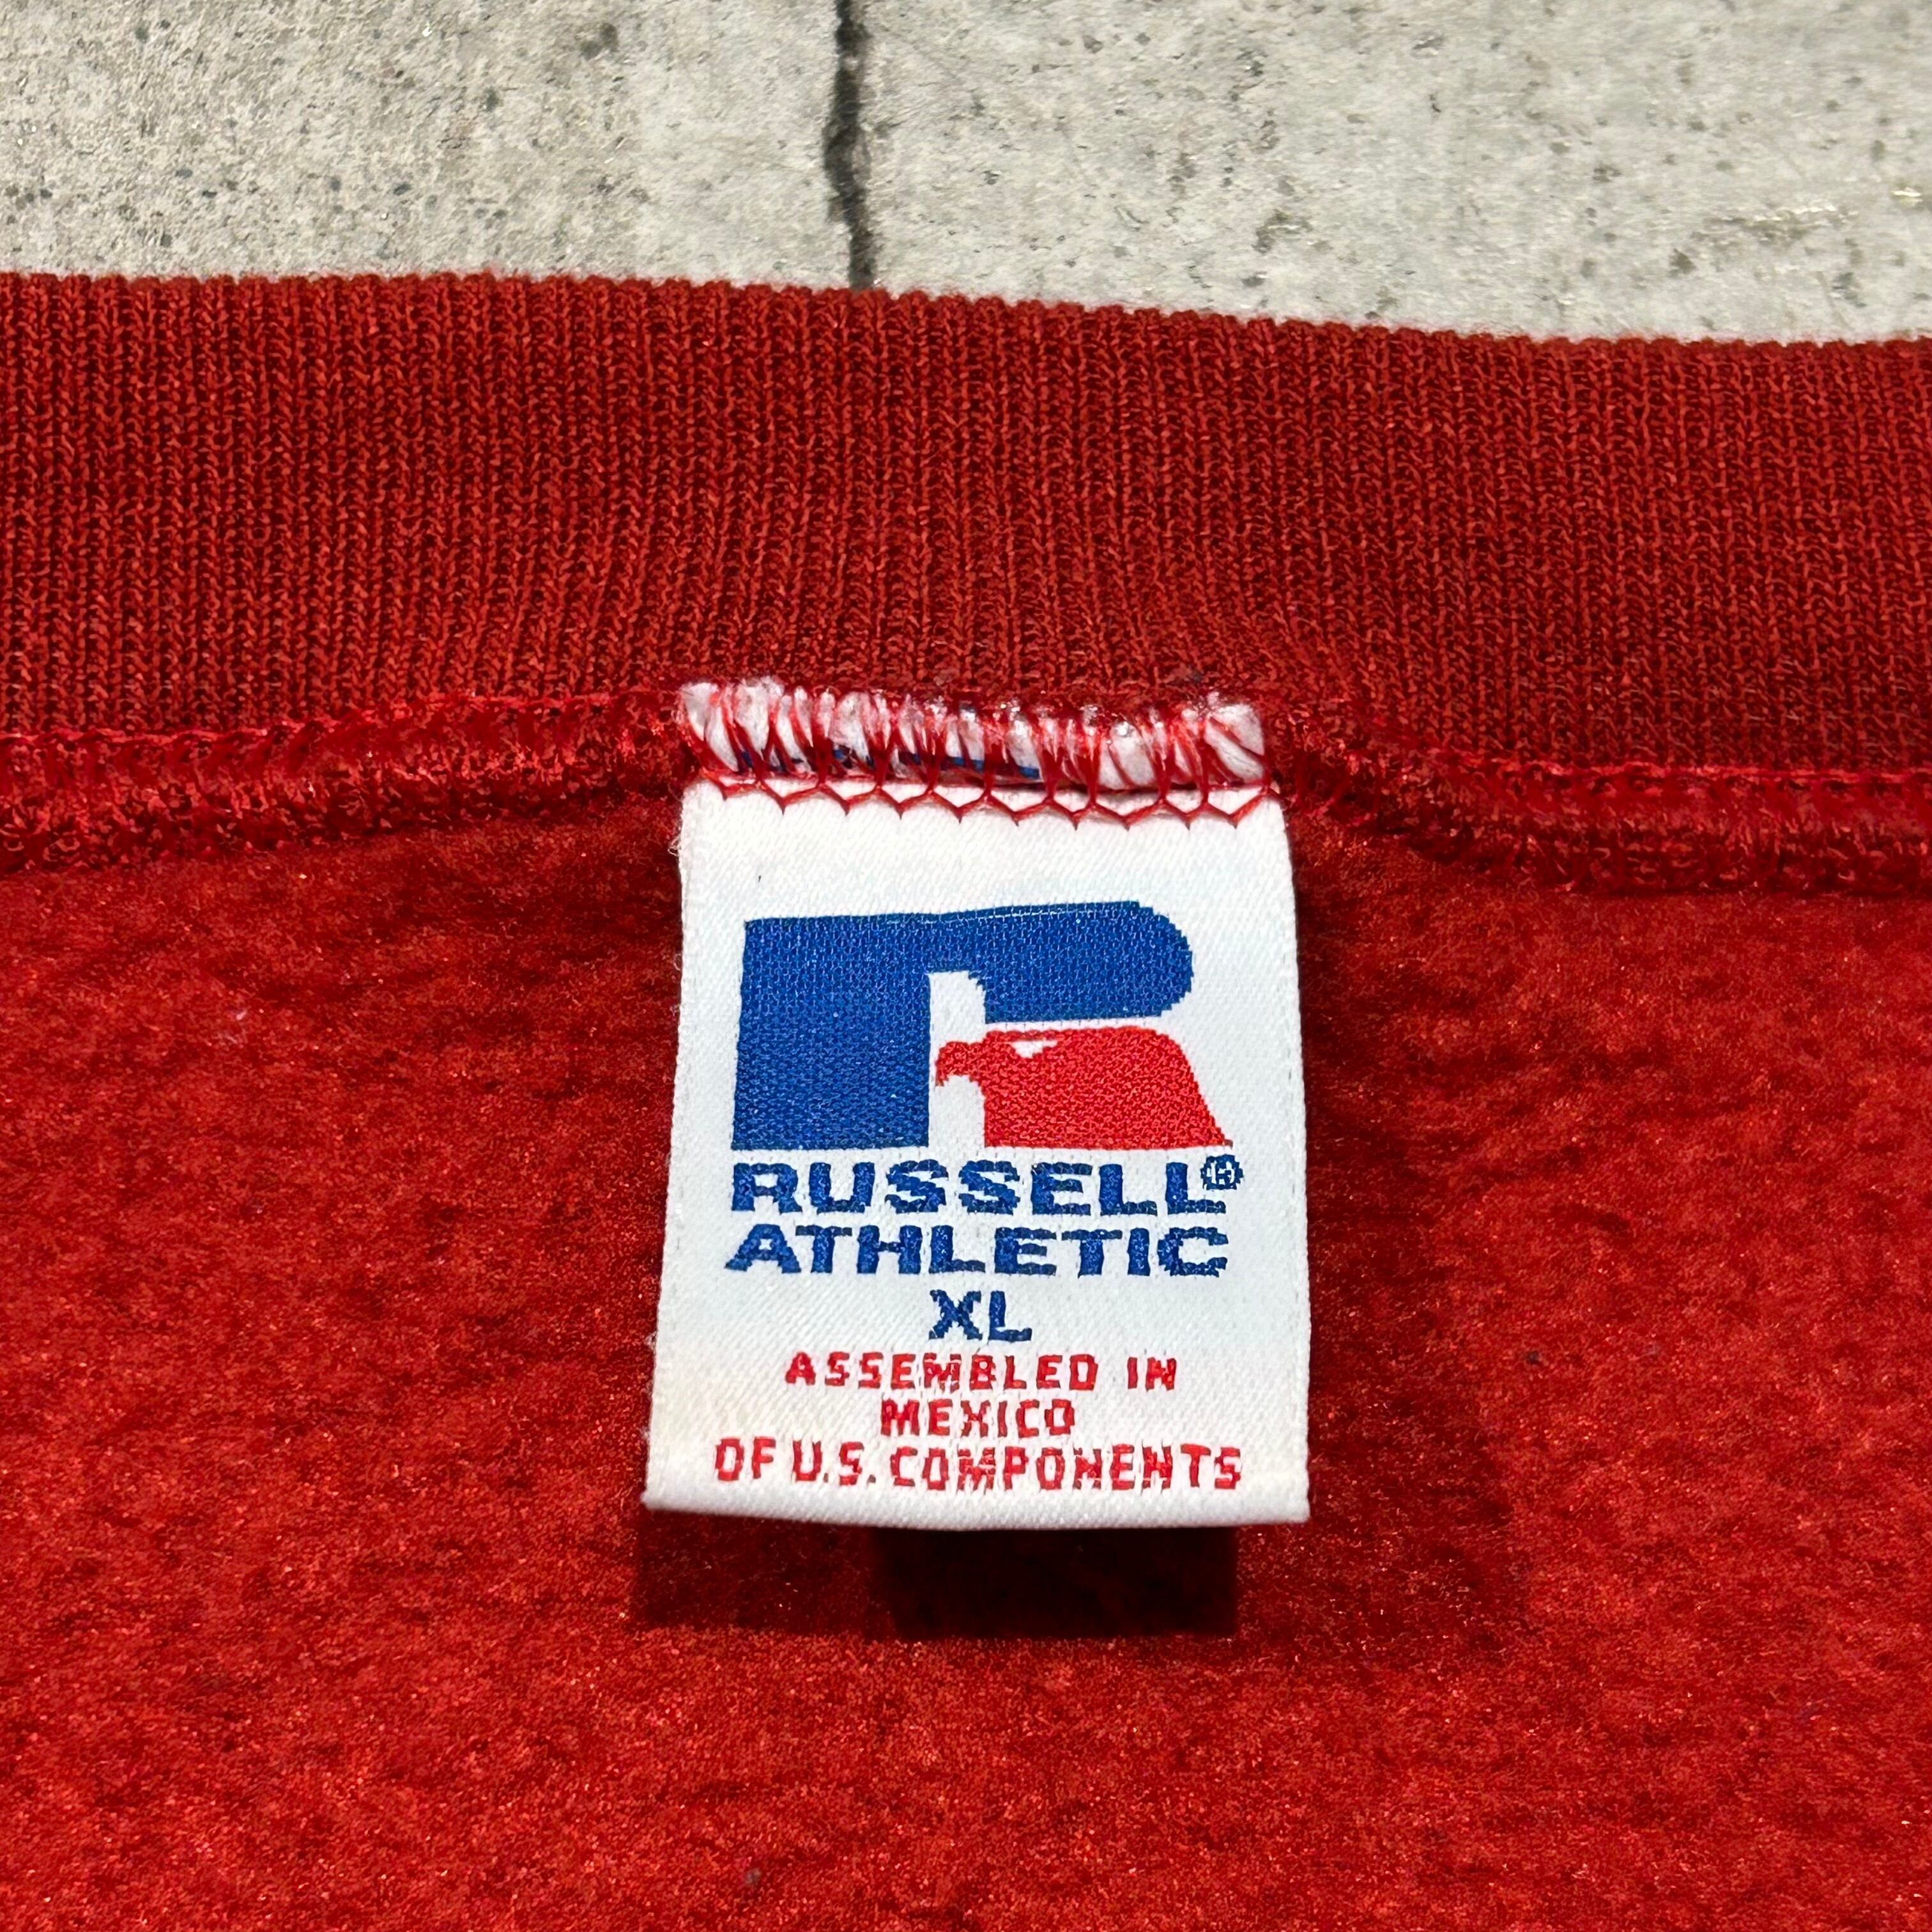 RUSSELL®
ATHLETIC
XL
ASSEMBLED IN
MEXICO
OF U.S. COMPONENTS